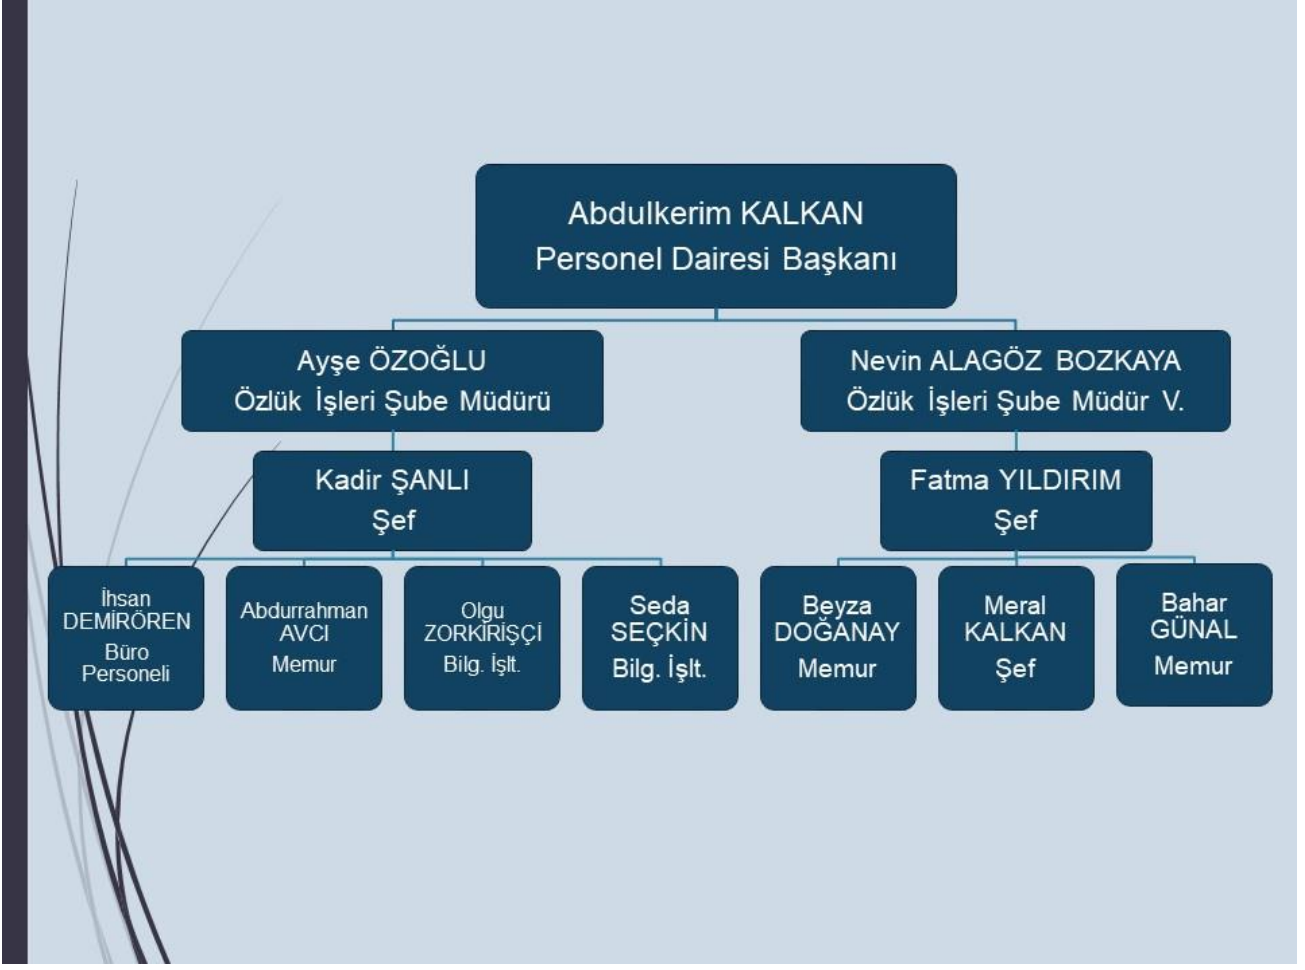 Abdulkerim KALKAN
Personel Dairesi Başkanı
Ayşe ÖZOĞLU
Özlük İşleri Şube Müdürü
Nevin ALAGÖZ BOZKAYA
Özlük İşleri Şube Müdür V.
Kadir ŞANLI
Şef
Fatma YILDIRIM
Şef
İhsan
DEMİRÖREN
Büro
Personeli
Abdurrahman
AVCI
Memur
Olgu
ZORKİRİŞÇİ
Bilg. İşlt.
Seda
SEÇKİN
Bilg. İşlt.
Beyza
DOĞANAY
Memur
Meral
KALKAN
Şef
Bahar
GÜNAL
Memur